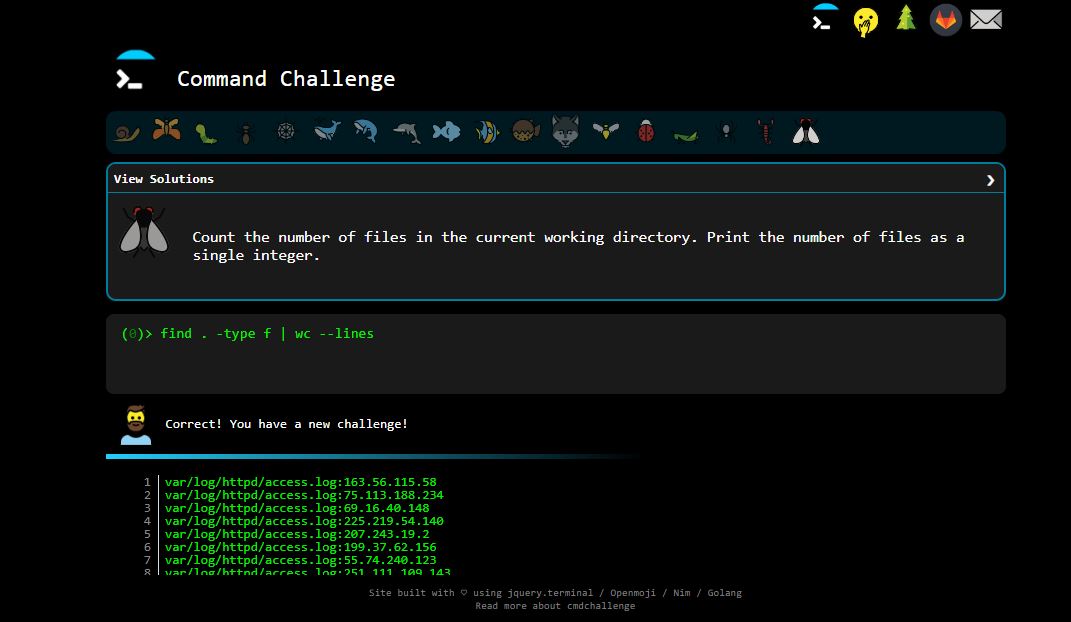 Command Challenge
View Solutions
Count the number of files in the current working directory. Print the number of files as a
single integer.
(0)> find . -type f | wc --lines
Correct! You have a new challenge!
1 var/log/httpd/access.log:163.56.115.58
2 var/log/httpd/access.log:75.113.188.234
3 var/log/httpd/access.log:69.16.40.148
4 var/log/httpd/access.log:225.219.54.140
5 var/log/httpd/access.log:207.243.19.2
6 var/log/httpd/access.log:199.37.62.156
7 var/log/httpd/access.log:55.74.240.123
8 var/log/httpd/access.log:251.111.109.143
Site built with ♡ using jquery.terminal / Openmoji / Nim / Golang
Read more about cmdchallenge